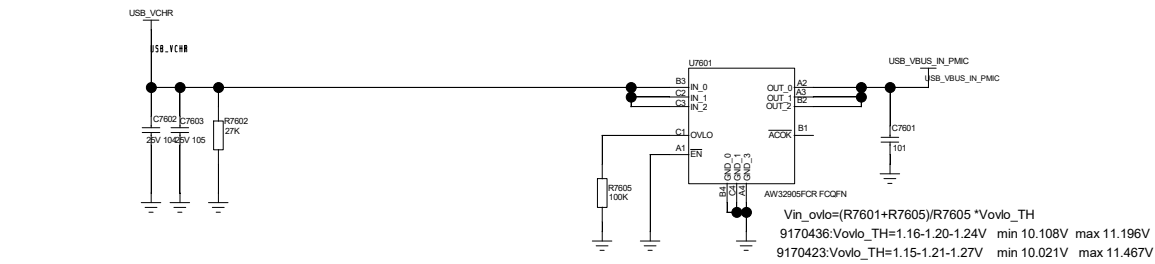 USB_VCHR
USB_VCHR
U7601
B3 IN_0
C2 IN_1
C3 IN_2
C1 OVLO
A1 EN
OUT_0 A2
OUT_1 A3
OUT_2 B2
ACOK B1
GND_0 B4
GND_1 C4
GND_3 A4
USB_VBUS_IN_PMIC
USB_VBUS_IN_PMIC
C7602
25V 104
C7603
25V 105
R7602
27K
R7605
100K
C7601
101
AW32905FCR FCQFN
Vin_ovlo=(R7601+R7605)/R7605 *Vovlo_TH
9170436:Vovlo_TH=1.16-1.20-1.24V min 10.108V max 11.196V
9170423:Vovlo_TH=1.15-1.21-1.27V min 10.021V max 11.467V